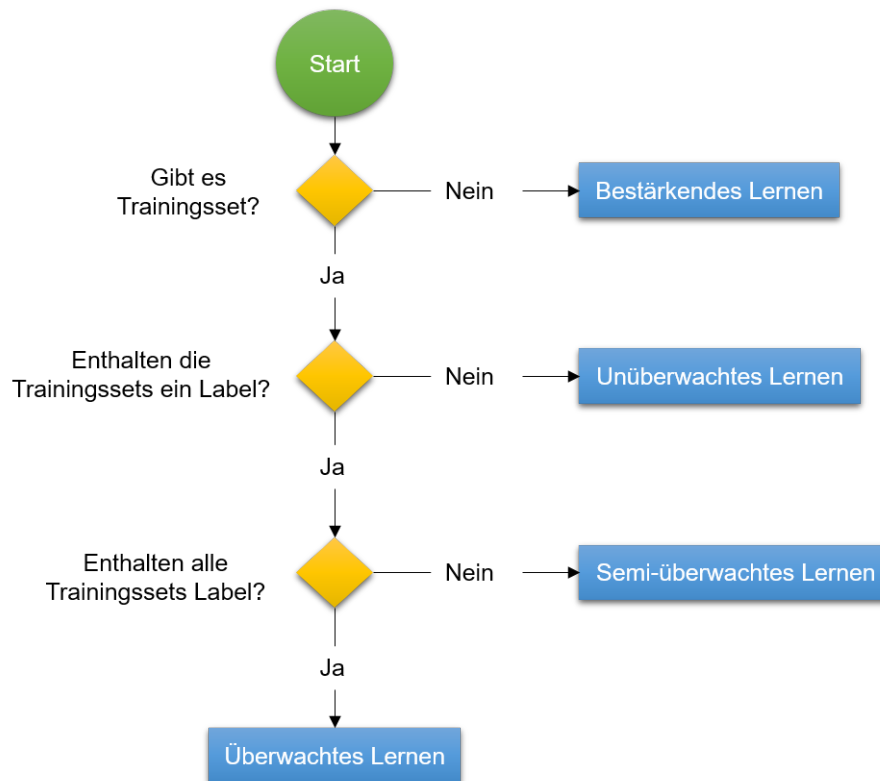 Start
Gibt es
Trainingsset?
Nein
Bestärkendes Lernen
Ja
Enthalten die
Trainingssets ein Label?
Nein
Unüberwachtes Lernen
Ja
Enthalten alle
Trainingssets Label?
Nein
Semi-überwachtes Lernen
Ja
Überwachtes Lernen